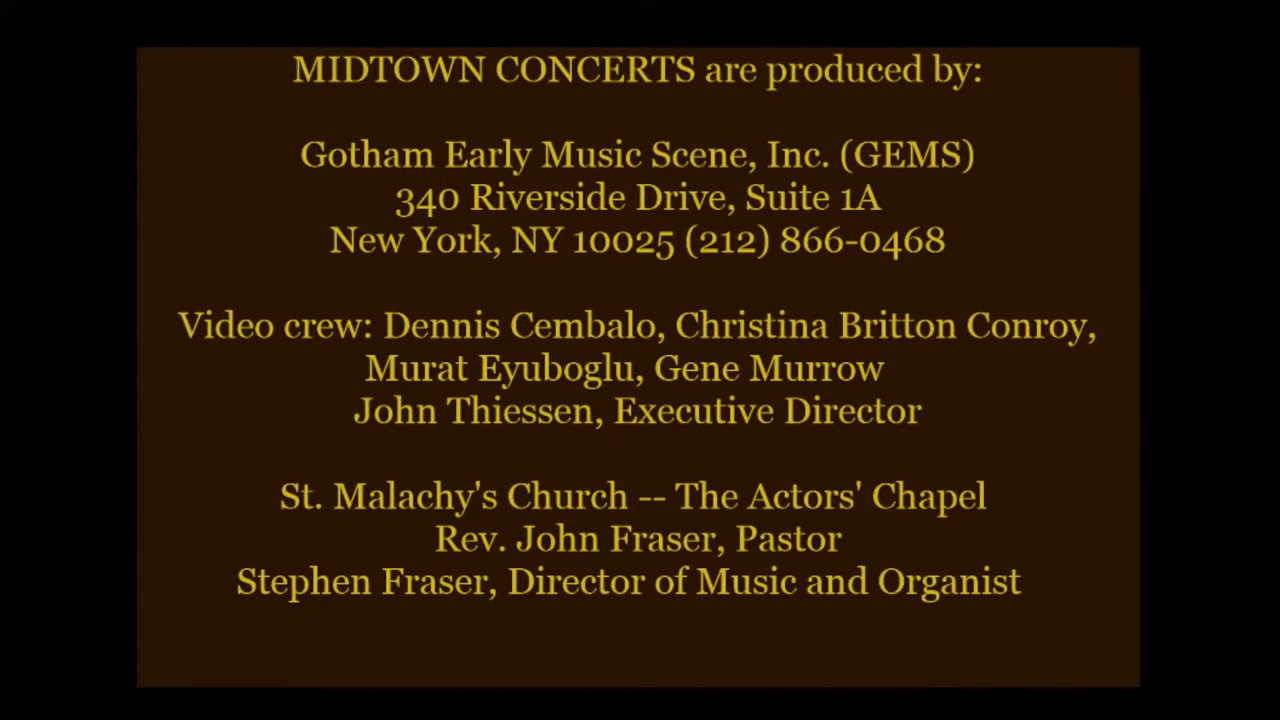 MIDTOWN CONCERTS are produced by:
Gotham Early Music Scene, Inc. (GEMS)
340 Riverside Drive, Suite 1A
New York, NY 10025 (212) 866-0468
Video crew: Dennis Cembalo, Christina Britton Conroy,
Murat Eyuboglu, Gene Murrow
John Thiessen, Executive Director
St. Malachy's Church -- The Actors' Chapel
Rev. John Fraser, Pastor
Stephen Fraser, Director of Music and Organist